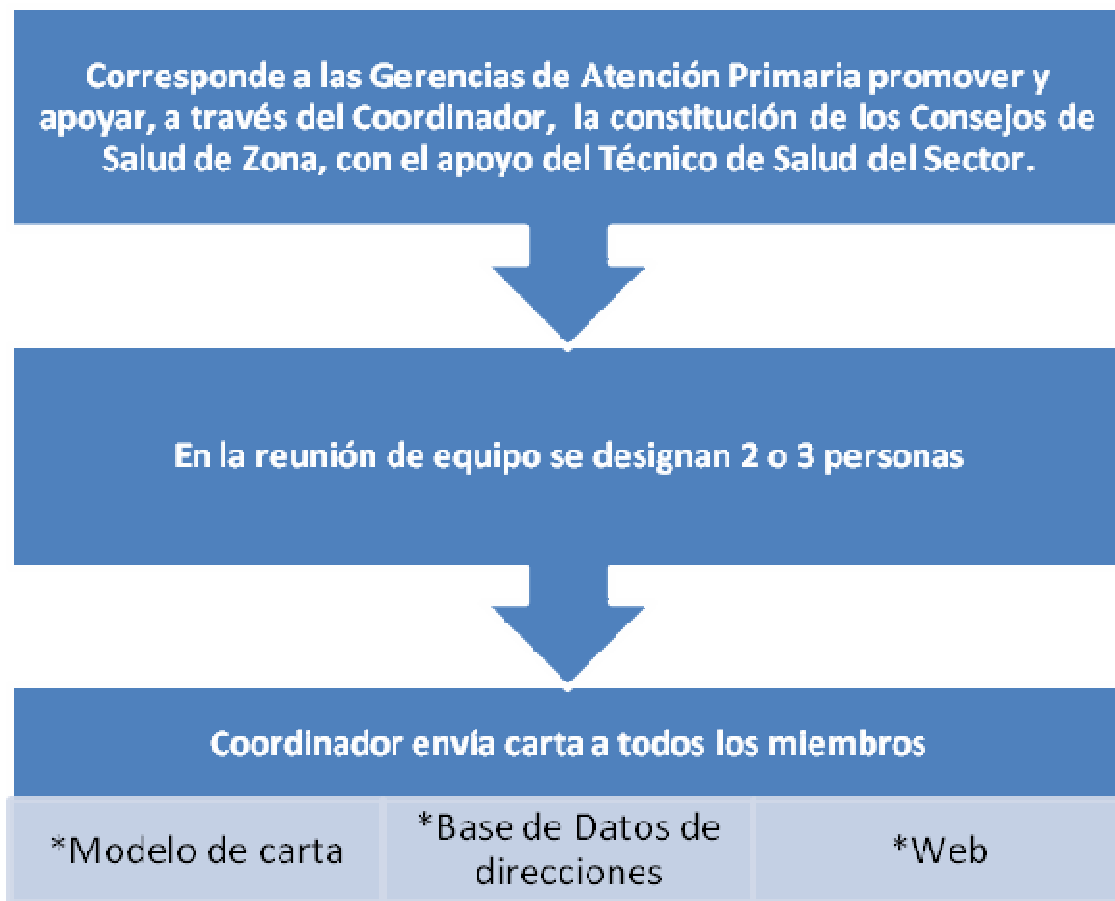 Corresponde a las Gerencias de Atención Primaria promover y
apoyar, a través del Coordinador, la constitución de los Consejos de
Salud de Zona, con el apoyo del Técnico de Salud del Sector.
En la reunión de equipo se designan 2 o 3 personas
Coordinador envía carta a todos los miembros
*Modelo de carta
*Base de Datos de
direcciones
*Web